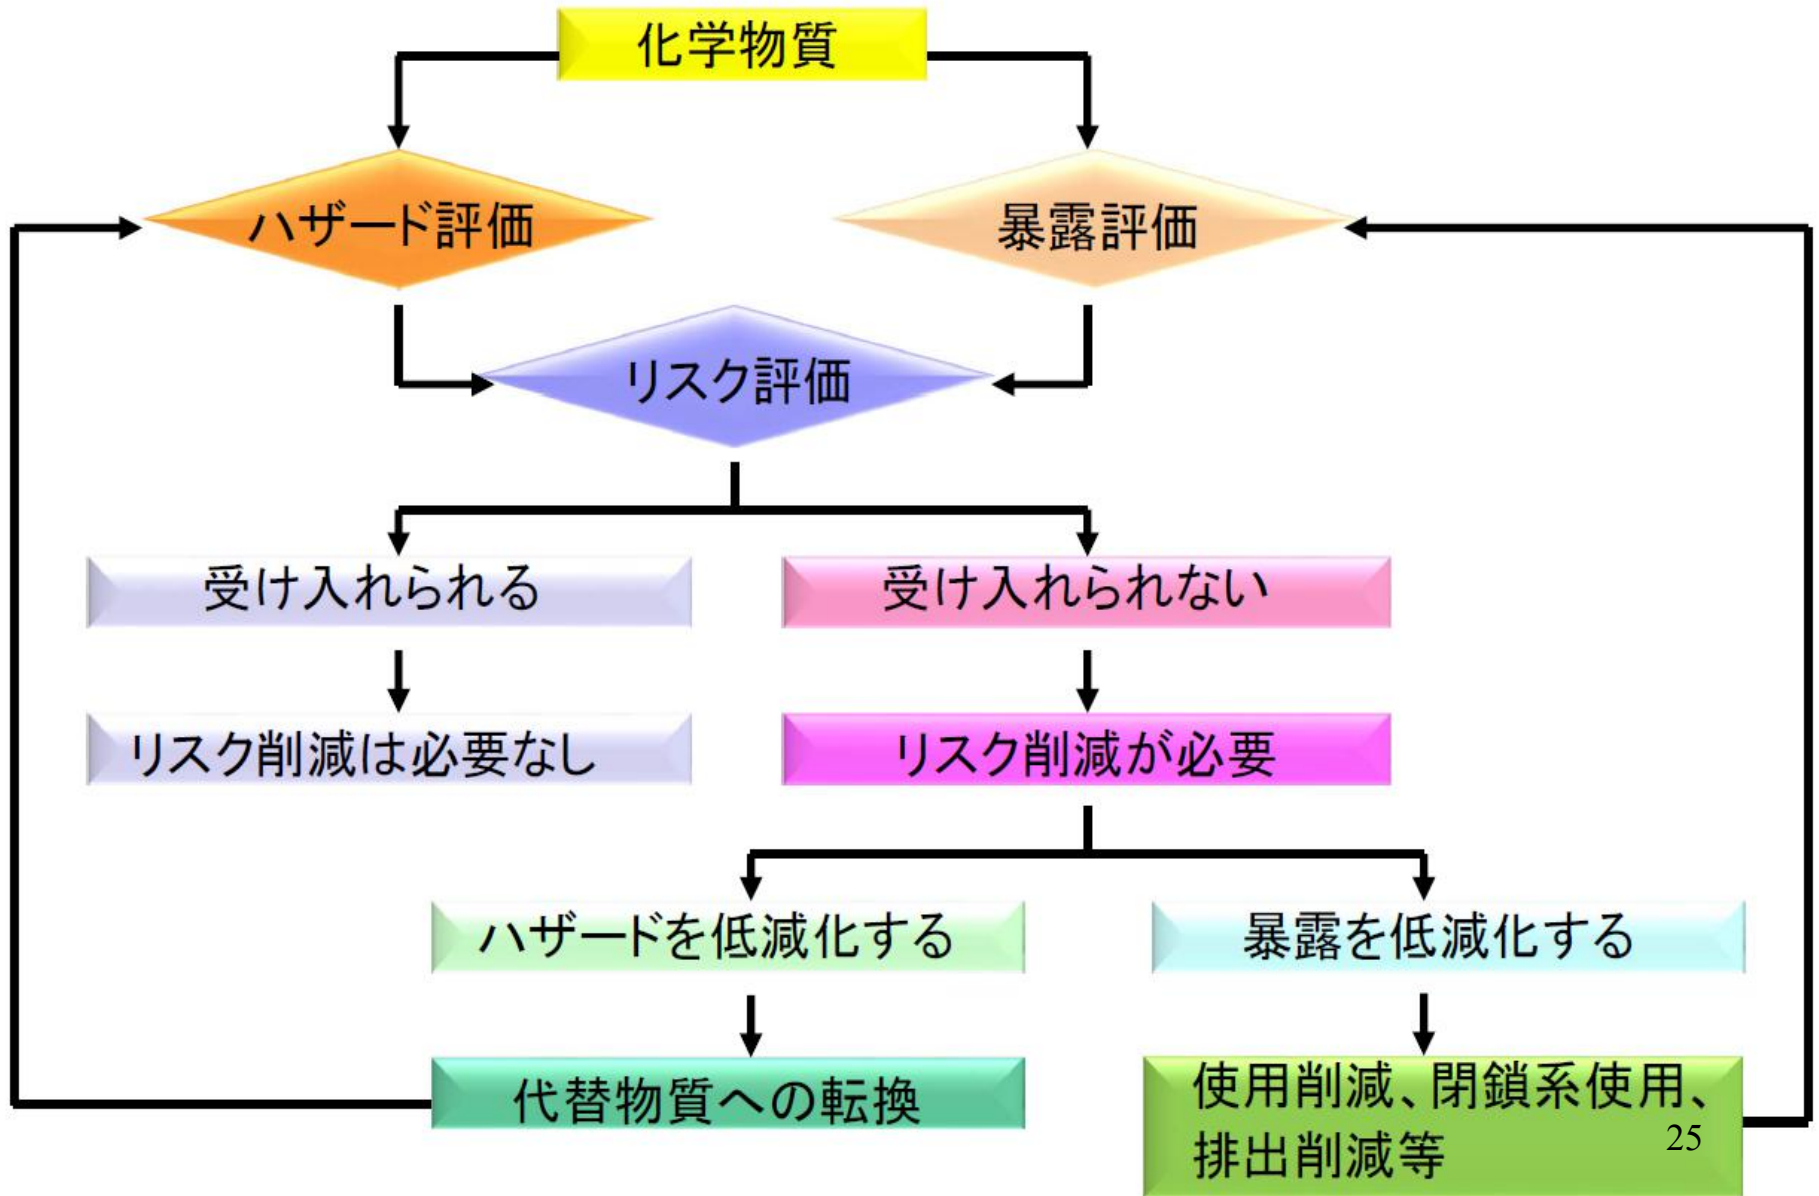 化学物質
ハザード評価
暴露評価
リスク評価
受け入れられる
受け入れられない
リスク削減は必要なし
リスク削減が必要
ハザードを低減化する
暴露を低減化する
代替物質への転換
使用削減、閉鎖系使用、
排出削減等
25